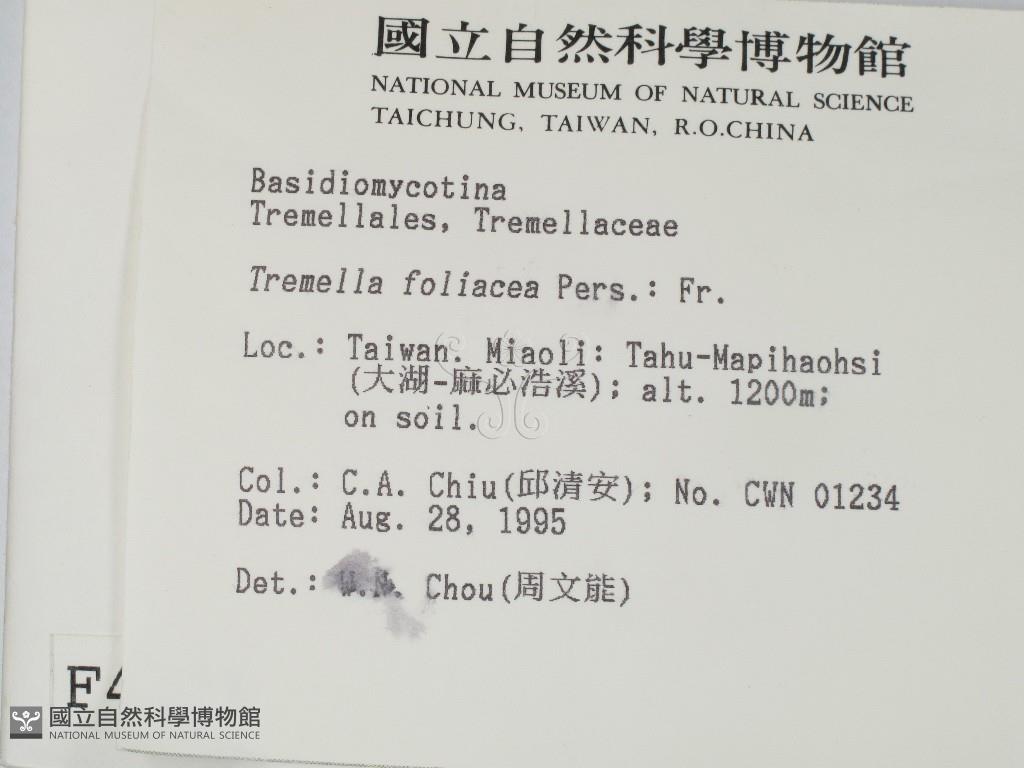 國立自然科學博物館
NATIONAL MUSEUM OF NATURAL SCIENCE
TAICHUNG, TAIWAN, R.O.CHINA
Basidiomycotina
Tremellales, Tremellaceae
Tremella foliacea Pers.: Fr.
Loc.: Taiwan. Miaoli: Tahu-Mapihaohsi
(大湖-麻必浩溪); alt. 1200m;
on soil.
Col.: C.A. Chiu(邱清安); No. CWN 01234
Date: Aug. 28, 1995
Det.: W.N. Chou(周文能)
F4
國立自然科學博物館
NATIONAL MUSEUM OF NATURAL SCIENCE